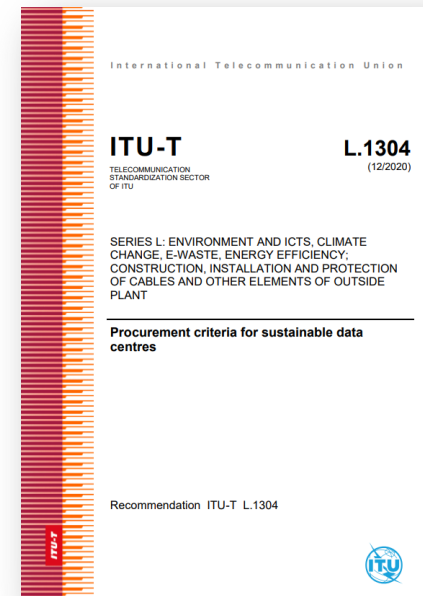 International Telecommunication Union
ITU-T
L.1304
TELECOMMUNICATION
STANDARDIZATION SECTOR
OF ITU
(12/2020)
SERIES L: ENVIRONMENT AND ICTS, CLIMATE
CHANGE, E-WASTE, ENERGY EFFICIENCY;
CONSTRUCTION, INSTALLATION AND PROTECTION
OF CABLES AND OTHER ELEMENTS OF OUTSIDE
PLANT
Procurement criteria for sustainable data
centres
Recommendation ITU-T L.1304
ITU-T
ITU